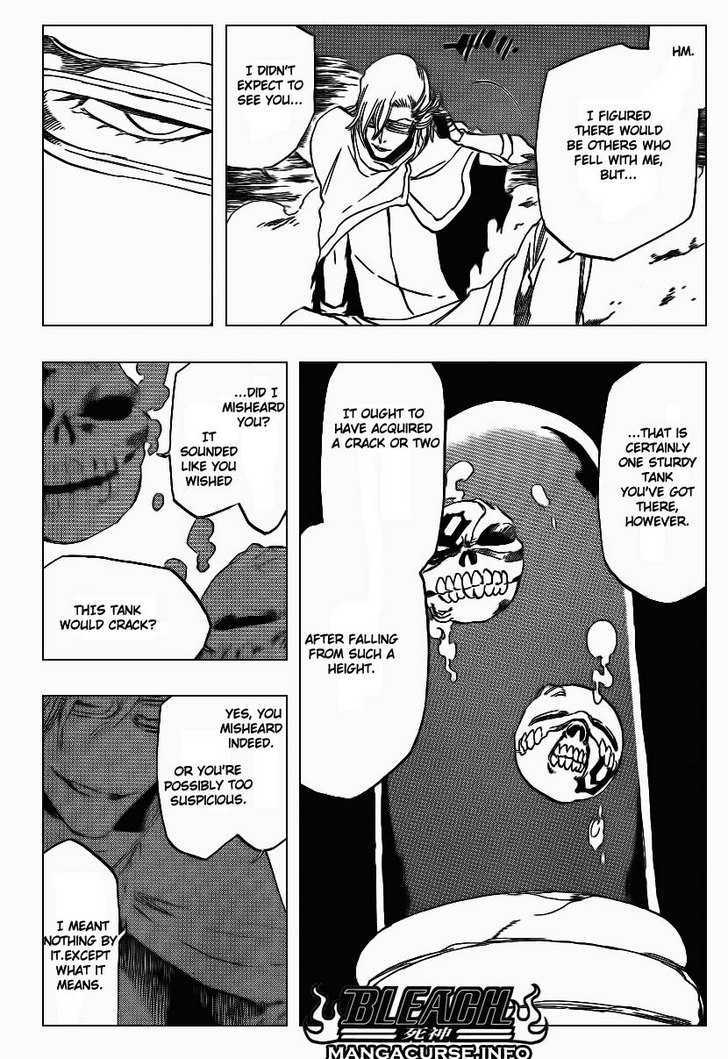 HM.
I FIGURED
THERE WOULD
BE OTHERS WHO
FELL WITH ME,
BUT...
I DIDN'T
EXPECT TO
SEE YOU...
...THAT IS
CERTAINLY
ONE STURDY
TANK
YOU'VE GOT
THERE,
HOWEVER.
IT OUGHT TO
HAVE ACQUIRED
A CRACK OR TWO
AFTER FALLING
FROM SUCH A
HEIGHT.
...DID I
MISHEARD
YOU?
IT
SOUNDED
LIKE YOU
WISHED
THIS TANK
WOULD CRACK?
YES, YOU
MISHEARD
INDEED.
OR YOU'RE
POSSIBLY TOO
SUSPICIOUS.
I MEANT
NOTHING BY
IT.EXCEPT
WHAT IT
MEANS.
BLEACH
死神
MANGACURSE.INFO